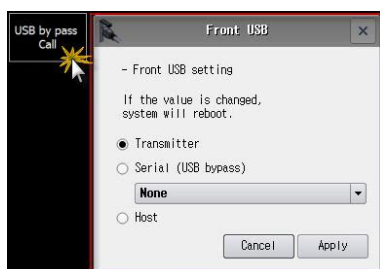 USB by pass
Call
Front USB
- Front USB setting
If the value is changed,
system will reboot.
Transmitter
Serial (USB bypass)
None
Host
Cancel
Apply